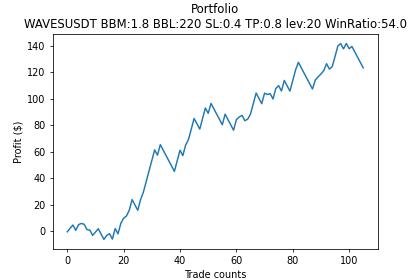 Portfolio
WAVESUSDT BBM:1.8 BBL:220 SL:0.4 TP:0.8 lev:20 WinRatio:54.0
140
120
100
80
60
40
20
0
Profit ($)
0 20 40 60 80 100
Trade counts